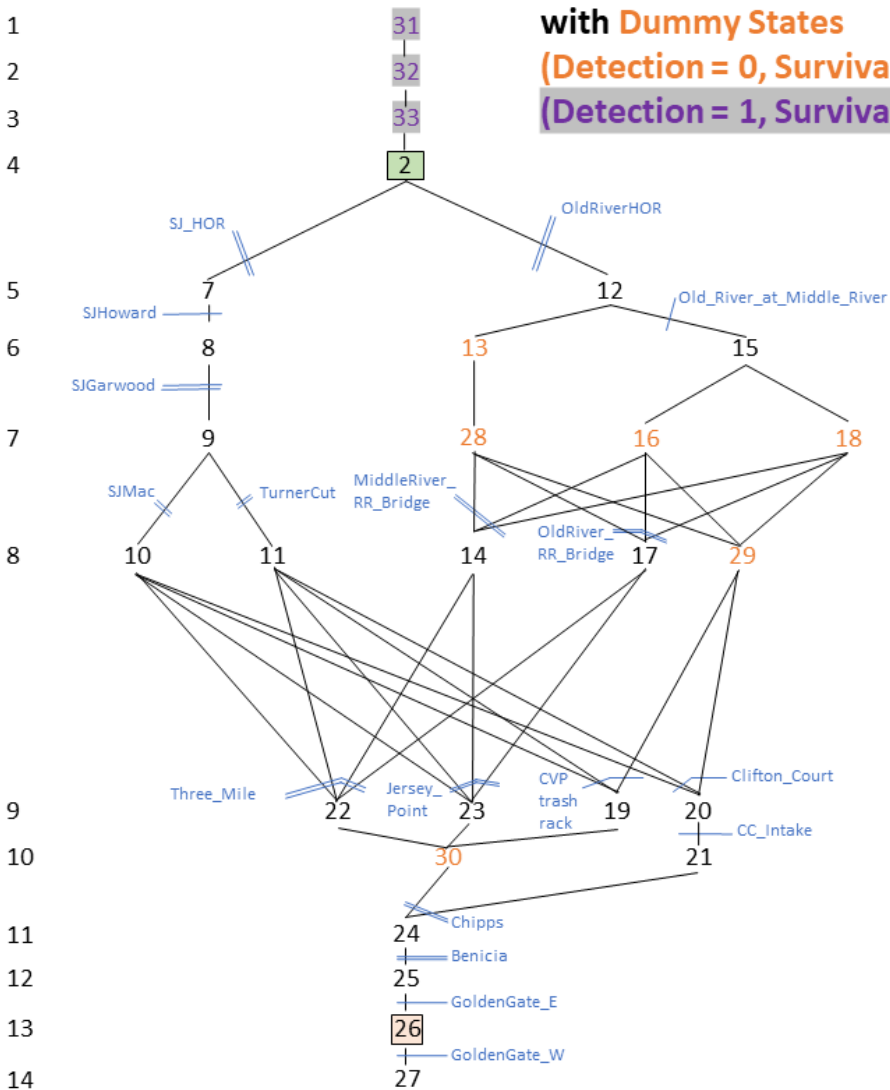 1 31 with Dummy States
2 32 (Detection = 0, Surviva
3 33 (Detection = 1, Surviva
4 2
SJ_HOR OldRiverHOR
5 7 12
SJHoward Old_River_at_Middle_River
6 8 13 15
SJGarwood
7 9 28 16 18
SJMac TurnerCut MiddleRiver_
RR_Bridge
OldRiver_
RR_Bridge
8 10 11 14 17 29
Three_Mile Jersey_
Point CVP
trash
rack Clifton_Court
9 22 23 19 20
CC_Intake
10 30 21
Chipps
11 24
Benicia
12 25
GoldenGate_E
13 26
GoldenGate_W
14 27